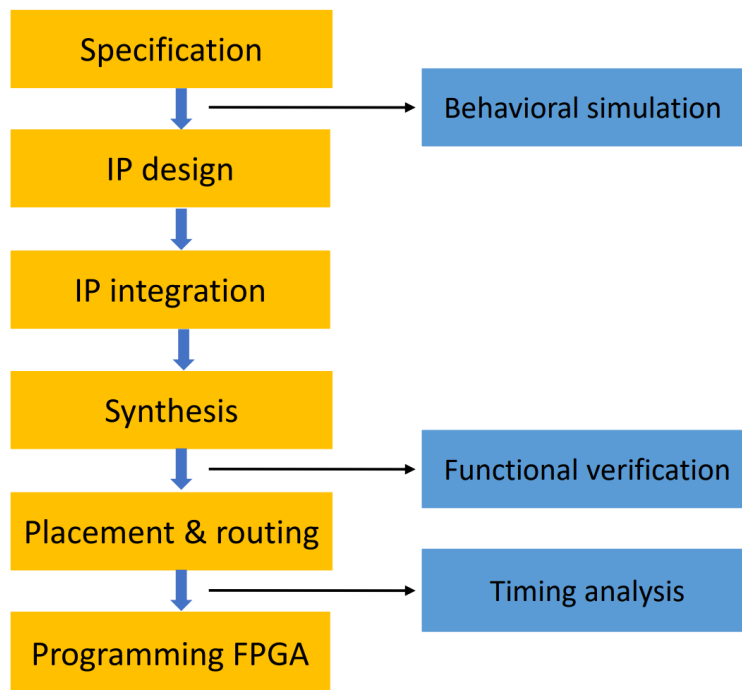 Specification
Behavioral simulation
IP design
IP integration
Synthesis
Functional verification
Placement & routing
Timing analysis
Programming FPGA